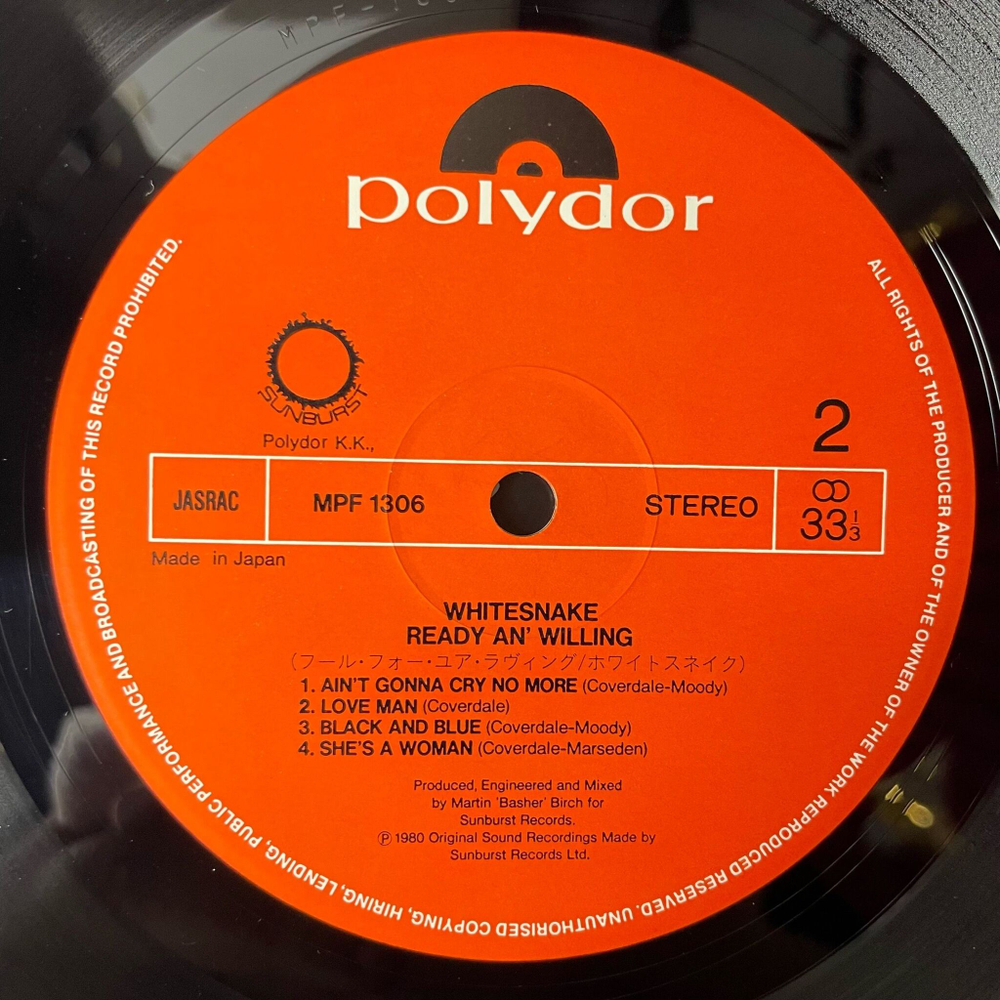 polydor
SUNBURST
Polydor K.K.,
2
JASRAC
MPF 1306
STEREO
33 1/3
Made in Japan
WHITESNAKE
READY AN' WILLING
(フール・フォー・ユア・ラヴィング/ホワイトスネイク)
1. AIN'T GONNA CRY NO MORE (Coverdale-Moody)
2. LOVE MAN (Coverdale)
3. BLACK AND BLUE (Coverdale-Moody)
4. SHE'S A WOMAN (Coverdale-Marseden)
Produced, Engineered and Mixed
by Martin 'Basher' Birch for
Sunburst Records.
℗ 1980 Original Sound Recordings Made by
Sunburst Records Ltd.
ALL RIGHTS OF THE PRODUCER AND OF THE OWNER OF THE WORK REPRODUCED RESERVED. UNAUTHORISED COPYING, HIRING, LENDING, PUBLIC PERFORMANCE AND BROADCASTING OF THIS RECORD PROHIBITED.